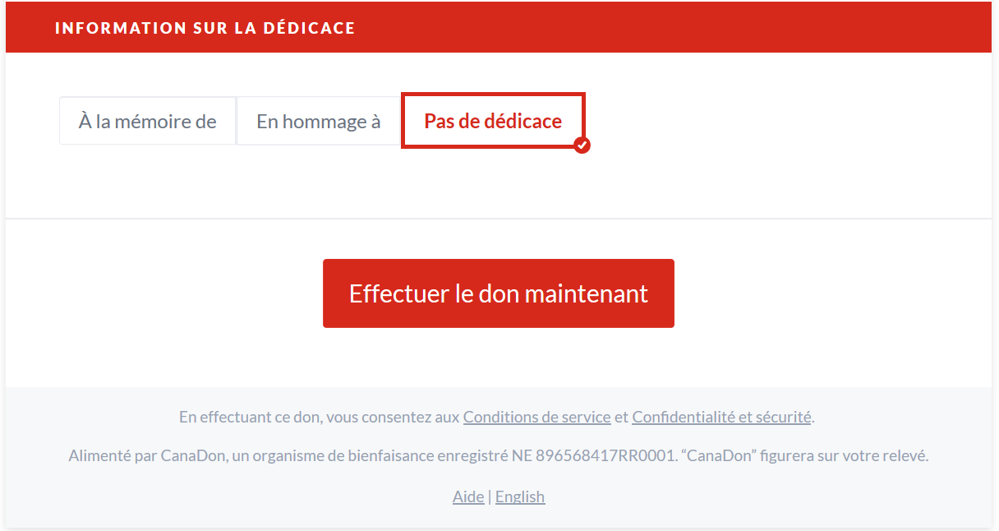 INFORMATION SUR LA DÉDICACE
À la mémoire de
En hommage à
Pas de dédicace
Effectuer le don maintenant
En effectuant ce don, vous consentez aux Conditions de service et Confidentialité et sécurité.
Alimenté par CanaDon, un organisme de bienfaisance enregistré NE 896568417RR0001. “CanaDon” figurera sur votre relevé.
Aide | English